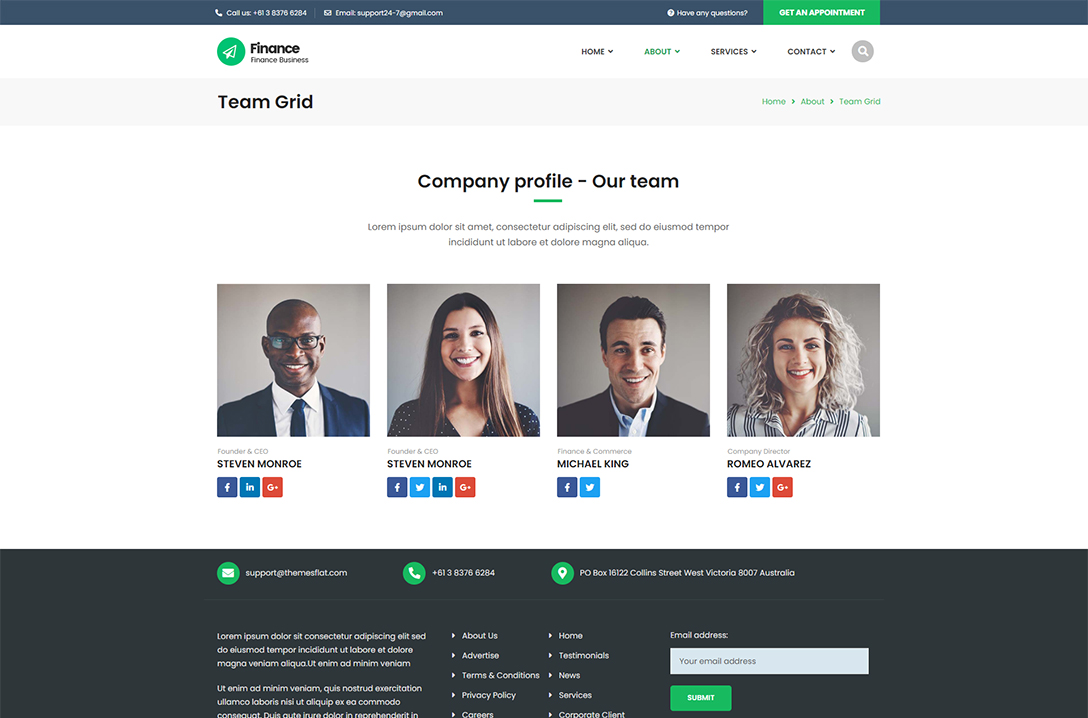 Call us: +61 3 8376 6284
Email: support24-7@gmail.com
Have any questions?
GET AN APPOINTMENT
Finance
Finance Business
HOME
ABOUT
SERVICES
CONTACT
Team Grid
Home > About > Team Grid
Company profile - Our team
Lorem ipsum dolor sit amet, consectetur adipiscing elit, sed do eiusmod tempor
incididunt ut labore et dolore magna aliqua.
Founder & CEO
STEVEN MONROE
Founder & CEO
STEVEN MONROE
Finance & Commerce
MICHAEL KING
Company Director
ROMEO ALVAREZ
support@themesflat.com
+61 3 8376 6284
PO Box 16122 Collins Street West Victoria 8007 Australia
Lorem ipsum dolor sit consectetur adipiscing elit sed
do eiusmod tempor incididunt ut labore et dolore
magna veniam aliqua.Ut enim ad minim veniam
Ut enim ad minim veniam, quis nostrud exercitation
ullamco laboris nisi ut aliquip ex ea commodo
consequat. Duis aute irure dolor in reprehenderit in
About Us
Advertise
Terms & Conditions
Privacy Policy
Careers
Home
Testimonials
News
Services
Corporate Client
Email address:
Your email address
SUBMIT